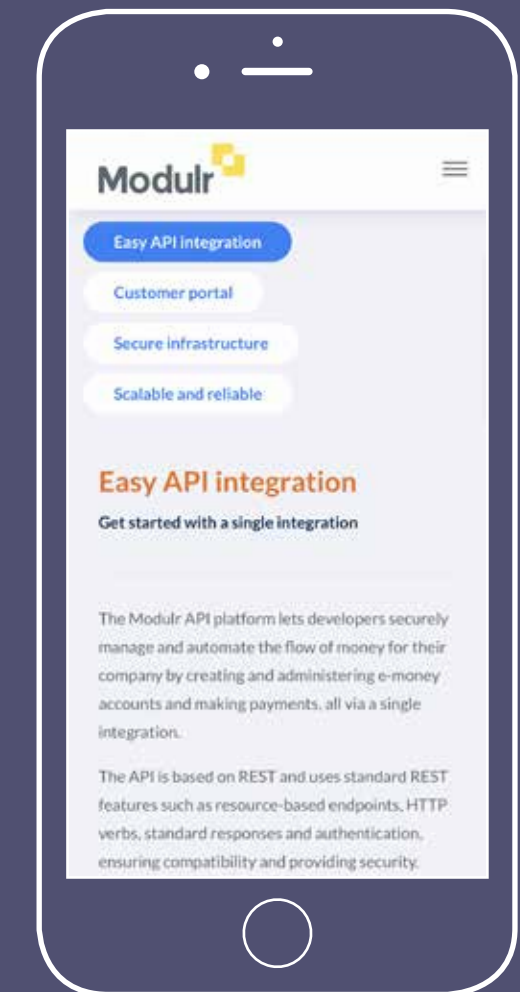 Modulr
Easy API integration
Customer portal
Secure infrastructure
Scalable and reliable
Easy API integration
Get started with a single integration
The Modulr API platform lets developers securely
manage and automate the flow of money for their
company by creating and administering e-money
accounts and making payments, all via a single
integration.
The API is based on REST and uses standard REST
features such as resource-based endpoints, HTTP
verbs, standard responses and authentication,
ensuring compatibility and providing security.